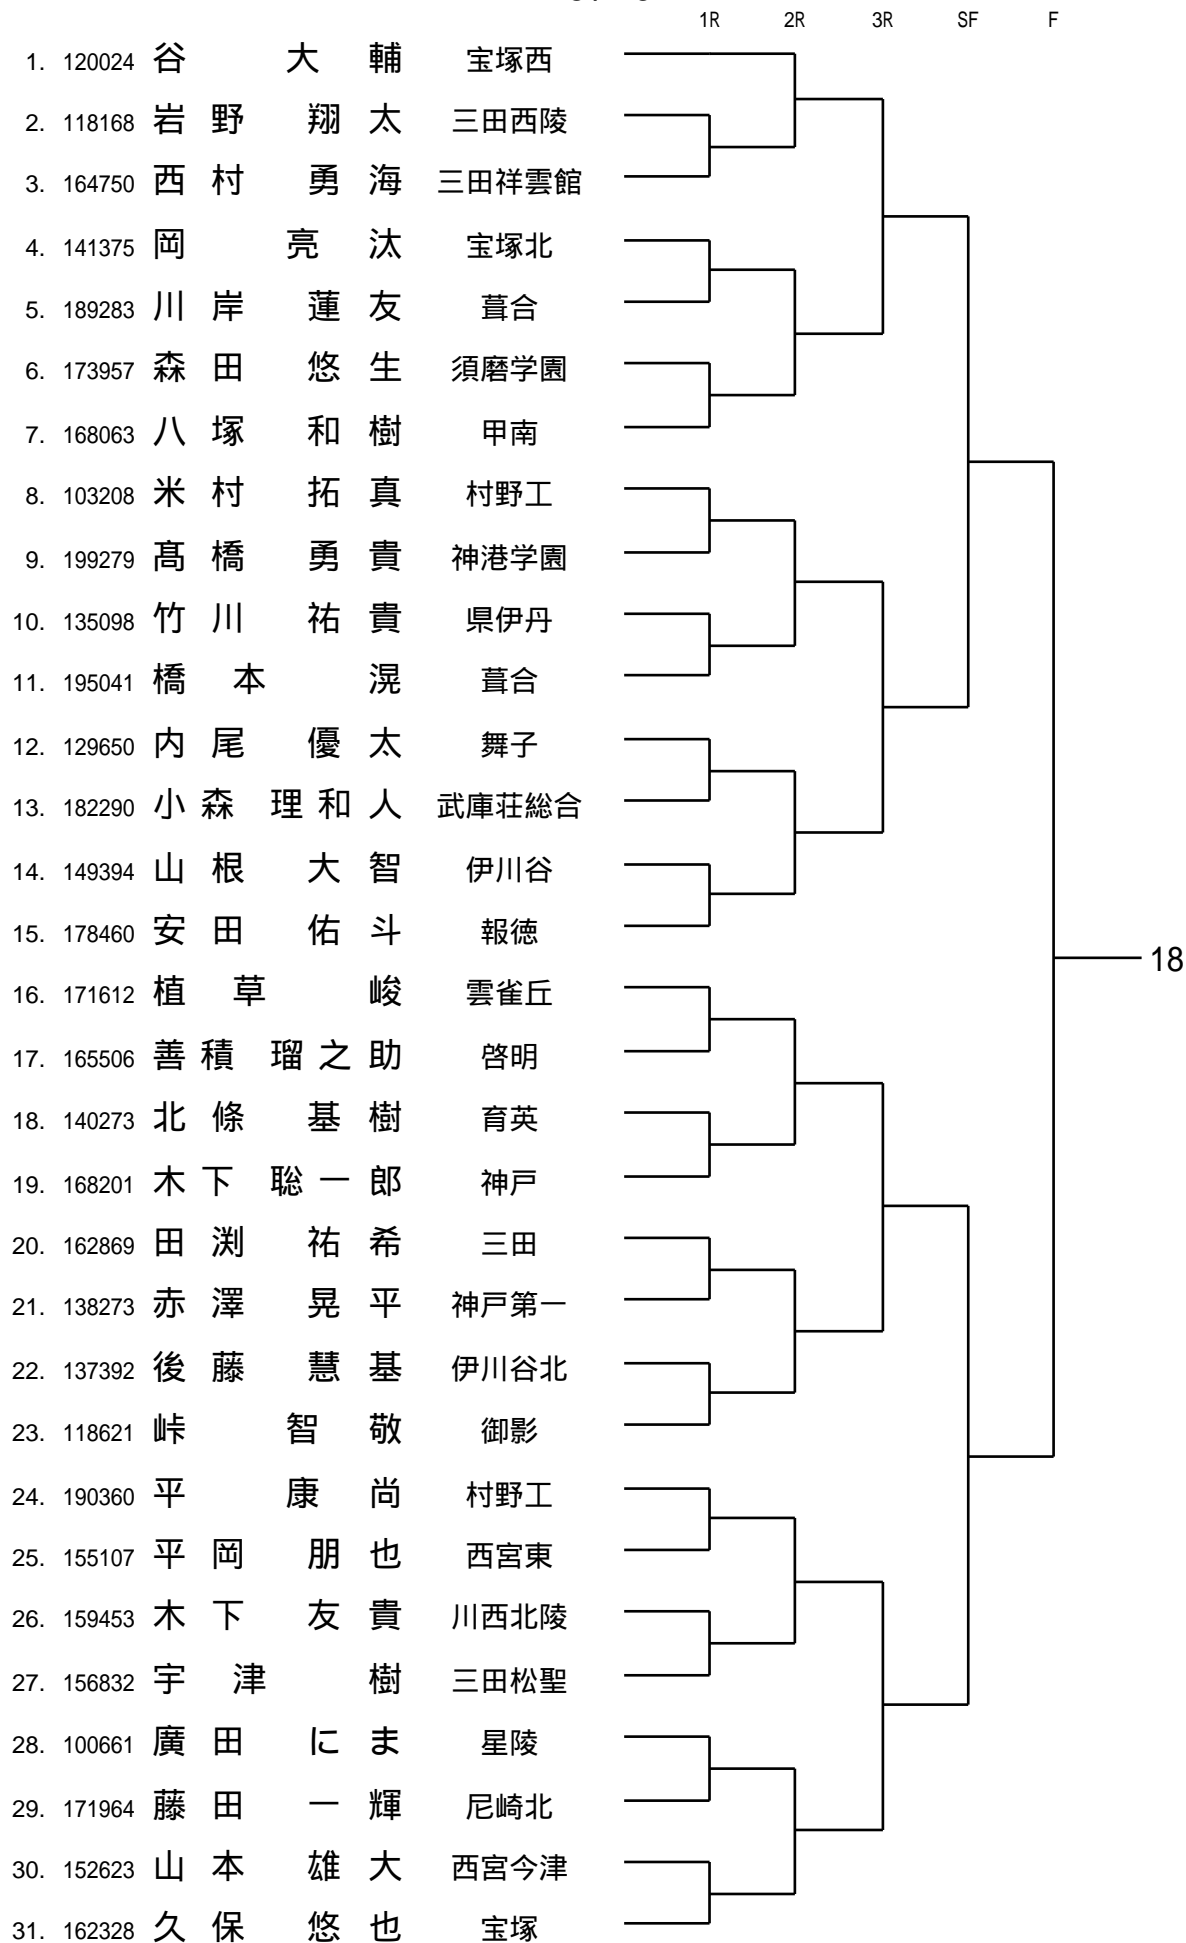 1R 2R 3R SF F
1. 120024 谷 大 輔 宝塚西
2. 118168 岩 野 翔 太 三田西陵
3. 164750 西 村 勇 海 三田祥雲館
4. 141375 岡 亮 汰 宝塚北
5. 189283 川 岸 蓮 友 葺合
6. 173957 森 田 悠 生 須磨学園
7. 168063 八 塚 和 樹 甲南
8. 103208 米 村 拓 真 村野工
9. 199279 髙 橋 勇 貴 神港学園
10. 135098 竹 川 祐 貴 県伊丹
11. 195041 橋 本 滉 葺合
12. 129650 内 尾 優 太 舞子
13. 182290 小 森 理 和 人 武庫荘総合
14. 149394 山 根 大 智 伊川谷
15. 178460 安 田 佑 斗 報徳
18
16. 171612 植 草 峻 雲雀丘
17. 165506 善 積 瑠 之 助 啓明
18. 140273 北 條 基 樹 育英
19. 168201 木 下 聡 一 郎 神戸
20. 162869 田 渕 祐 希 三田
21. 138273 赤 澤 晃 平 神戸第一
22. 137392 後 藤 慧 基 伊川谷北
23. 118621 峠 智 敬 御影
24. 190360 平 康 尚 村野工
25. 155107 平 岡 朋 也 西宮東
26. 159453 木 下 友 貴 川西北陵
27. 156832 宇 津 樹 三田松聖
28. 100661 廣 田 に ま 星陵
29. 171964 藤 田 一 輝 尼崎北
30. 152623 山 本 雄 大 西宮今津
31. 162328 久 保 悠 也 宝塚